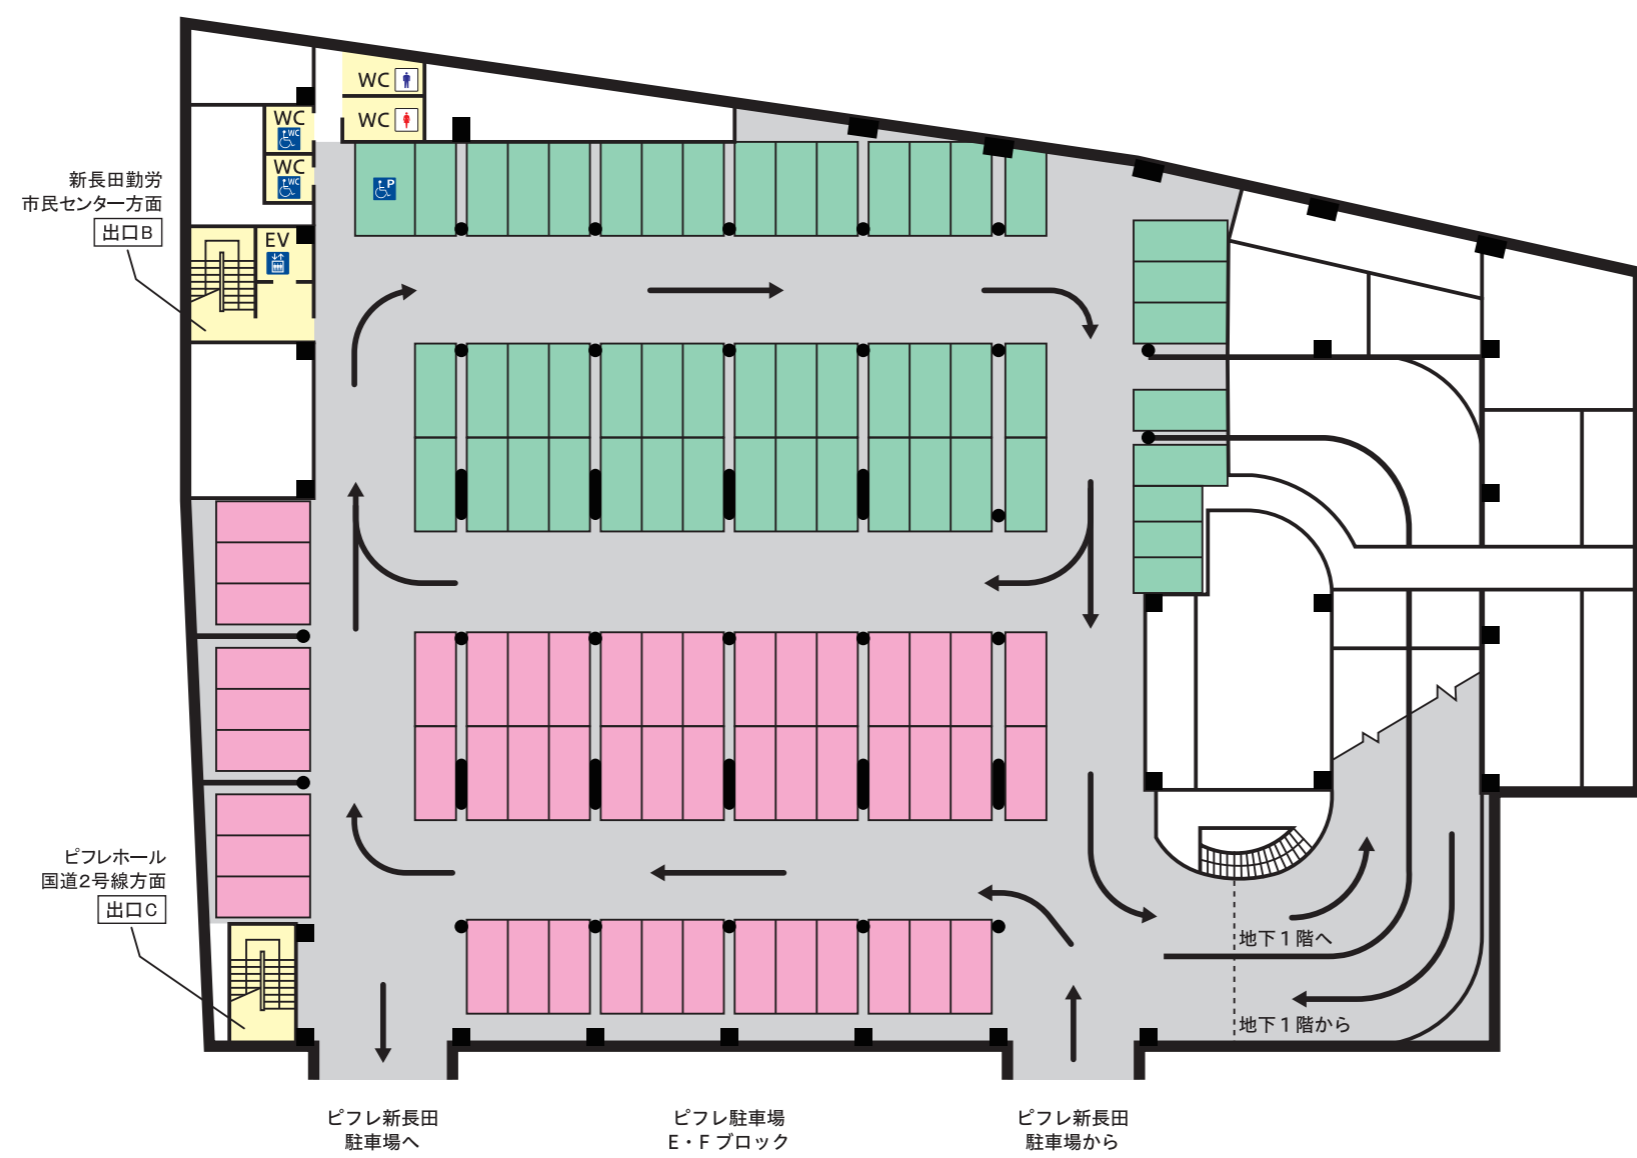 WC
WC
WC
WC
WC
WC
P
新長田勤労
市民センター方面
出口B
EV
ピフレホール
国道2号線方面
出口C
地下1階へ
地下1階から
ピフレ新長田
駐車場へ
ピフレ駐車場
E・Fブロック
ピフレ新長田
駐車場から